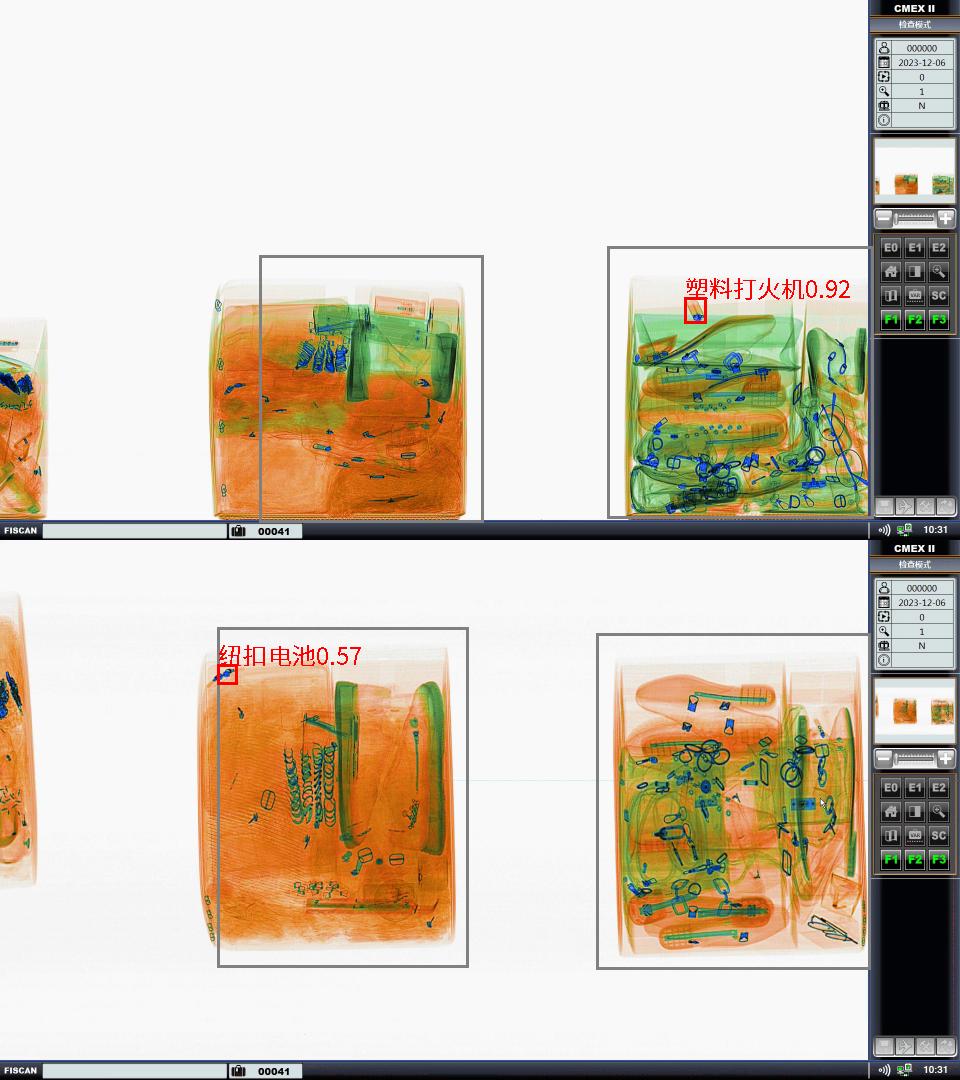 CMEX II
检查模式
000000
2023-12-06
0
1
N
E0 E1 E2
SC
F1 F2 F3
塑料打火机0.92
FISCAN
00041
10:31
CMEX II
检查模式
000000
2023-12-06
0
1
N
纽扣电池0.57
E0 E1 E2
SC
F1 F2 F3
FISCAN
00041
10:31